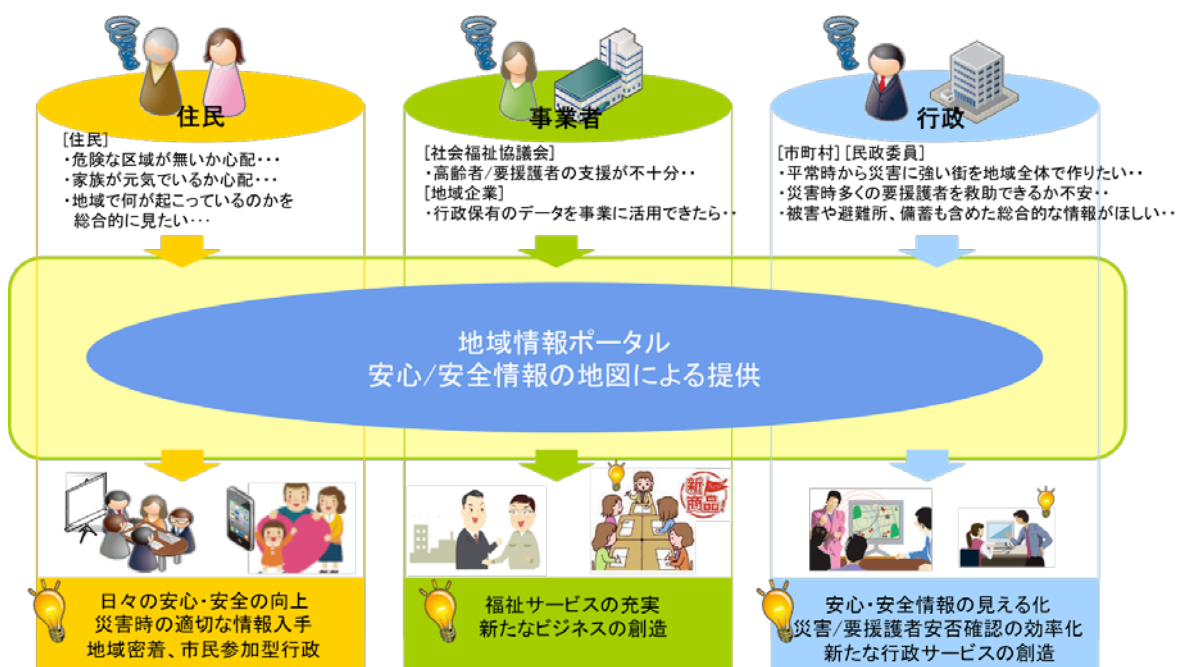 住民
[住民]
・危険な区域が無いか心配・・・
・家族が元気でいるか心配・・・
・地域で何が起こっているのかを
総合的に見たい・・・
事業者
[社会福祉協議会]
・高齢者/要援護者の支援が不十分・・
[地域企業]
・行政保有のデータを事業に活用できたら・・
行政
[市町村] [民政委員]
・平常時から災害に強い街を地域全体で作りたい・・
・災害時多くの要援護者を救助できるか不安・・
・被害や避難所、備蓄も含めた総合的な情報がほしい・・
地域情報ポータル
安心/安全情報の地図による提供
新
商品!
日々の安心・安全の向上
災害時の適切な情報入手
地域密着、市民参加型行政
福祉サービスの充実
新たなビジネスの創造
安心・安全情報の見える化
災害/要援護者安否確認の効率化
新たな行政サービスの創造